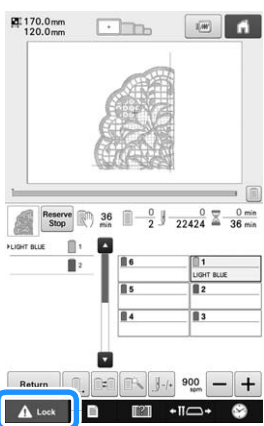 170.0mm
120.0mm
Reserve Stop 36 min 0 2 0 22424 0 min 36 min
LIGHT BLUE 1
2
6 1
LIGHT BLUE
5 2
4 3
Return 900 spm − +
Lock